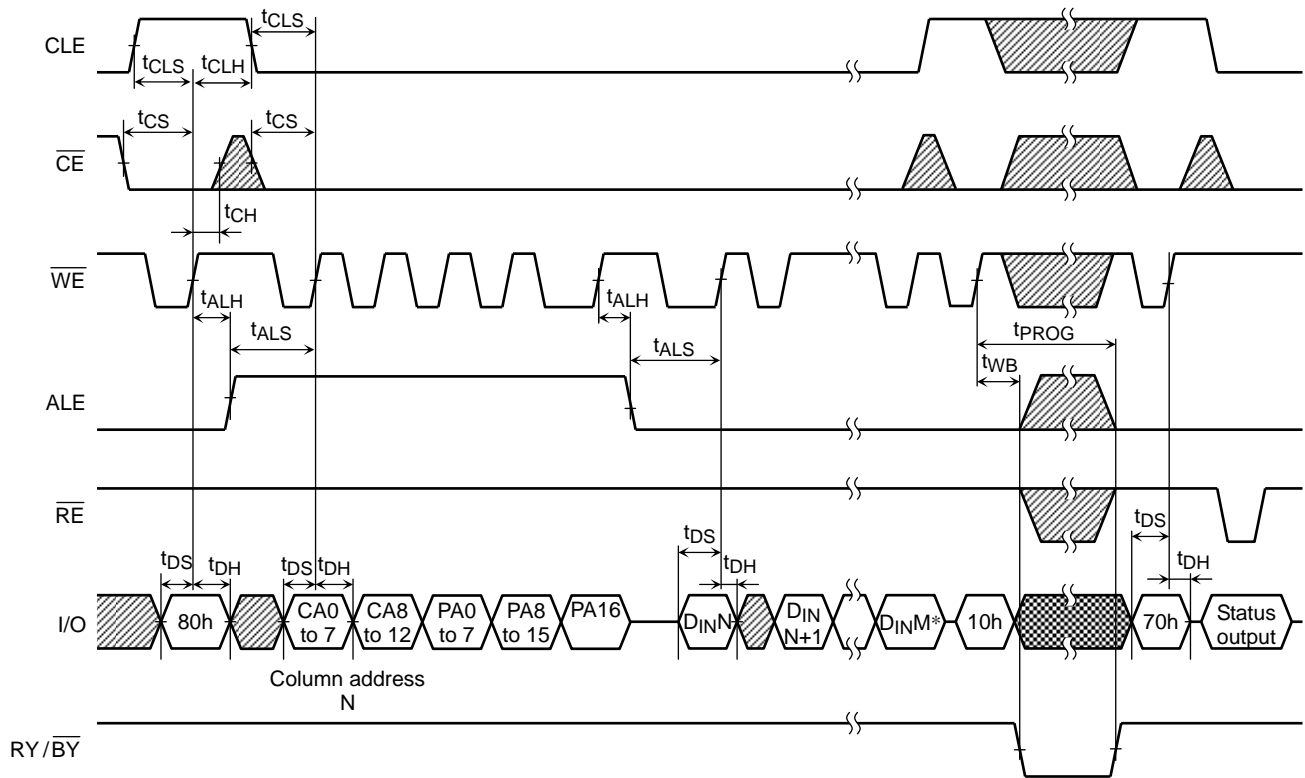 tCLS
CLE
tCLS tCLH
tCS tCS
CE
tCH
WE
tALH tALH
tALS tALS
tPROG
tWB
ALE
RE
tDS tDH tDS tDH tDS tDH tDS tDH
I/O
80h
CA0
to 7
CA8
to 12
PA0
to 7
PA8
to 15
PA16
DINN
DIN
N+1
DINM*
10h
70h
Status
output
Column address
N
RY/BY